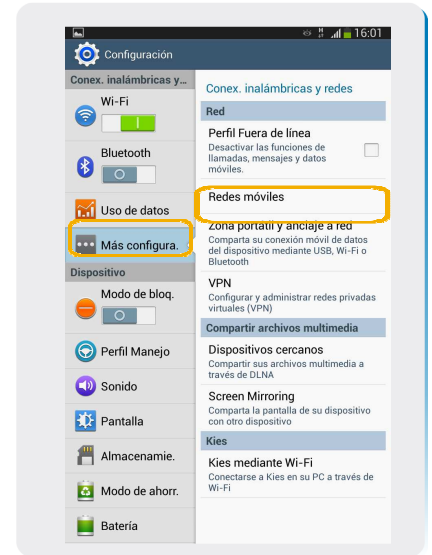 16:01
Configuración
Conex. inalámbricas y...
Wi-Fi
Bluetooth
Uso de datos
Más configura.
Dispositivo
Modo de bloq.
Perfil Manejo
Sonido
Pantalla
Almacenamie.
Modo de ahorr.
Batería
Conex. inalámbricas y redes
Red
Perfil Fuera de línea
Desactivar las funciones de
llamadas, mensajes y datos
móviles.
Redes móviles
Zona portátil y anclaje a red
Comparta su conexión móvil de datos
del dispositivo mediante USB, Wi-Fi o
Bluetooth
VPN
Configurar y administrar redes privadas
virtuales (VPN)
Compartir archivos multimedia
Dispositivos cercanos
Compartir sus archivos multimedia a
través de DLNA
Screen Mirroring
Comparta la pantalla de su dispositivo
con otro dispositivo
Kies
Kies mediante Wi-Fi
Conectarse a Kies en su PC a través de
Wi-Fi